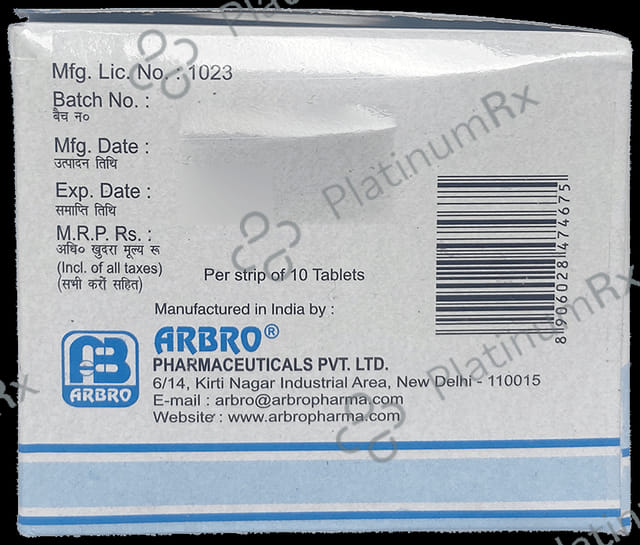 Mfg. Lic. No. : 1023
Batch No. :
बैच न०
Mfg. Date :
उत्पादन तिथि
Exp. Date :
समाप्ति तिथि
M.R.P. Rs. :
अधि० खुदरा मूल्य रू
(Incl. of all taxes)
(सभी करों सहित)
Per strip of 10 Tablets
8906028474675
Manufactured in India by :
ARBRO®
PHARMACEUTICALS PVT. LTD.
6/14, Kirti Nagar Industrial Area, New Delhi - 110015
E-mail : arbro@arbropharma.com
Website : www.arbropharma.com
AB
ARBRO
PlatinumRx
PlatinumRx
Rx
PlatinumRx